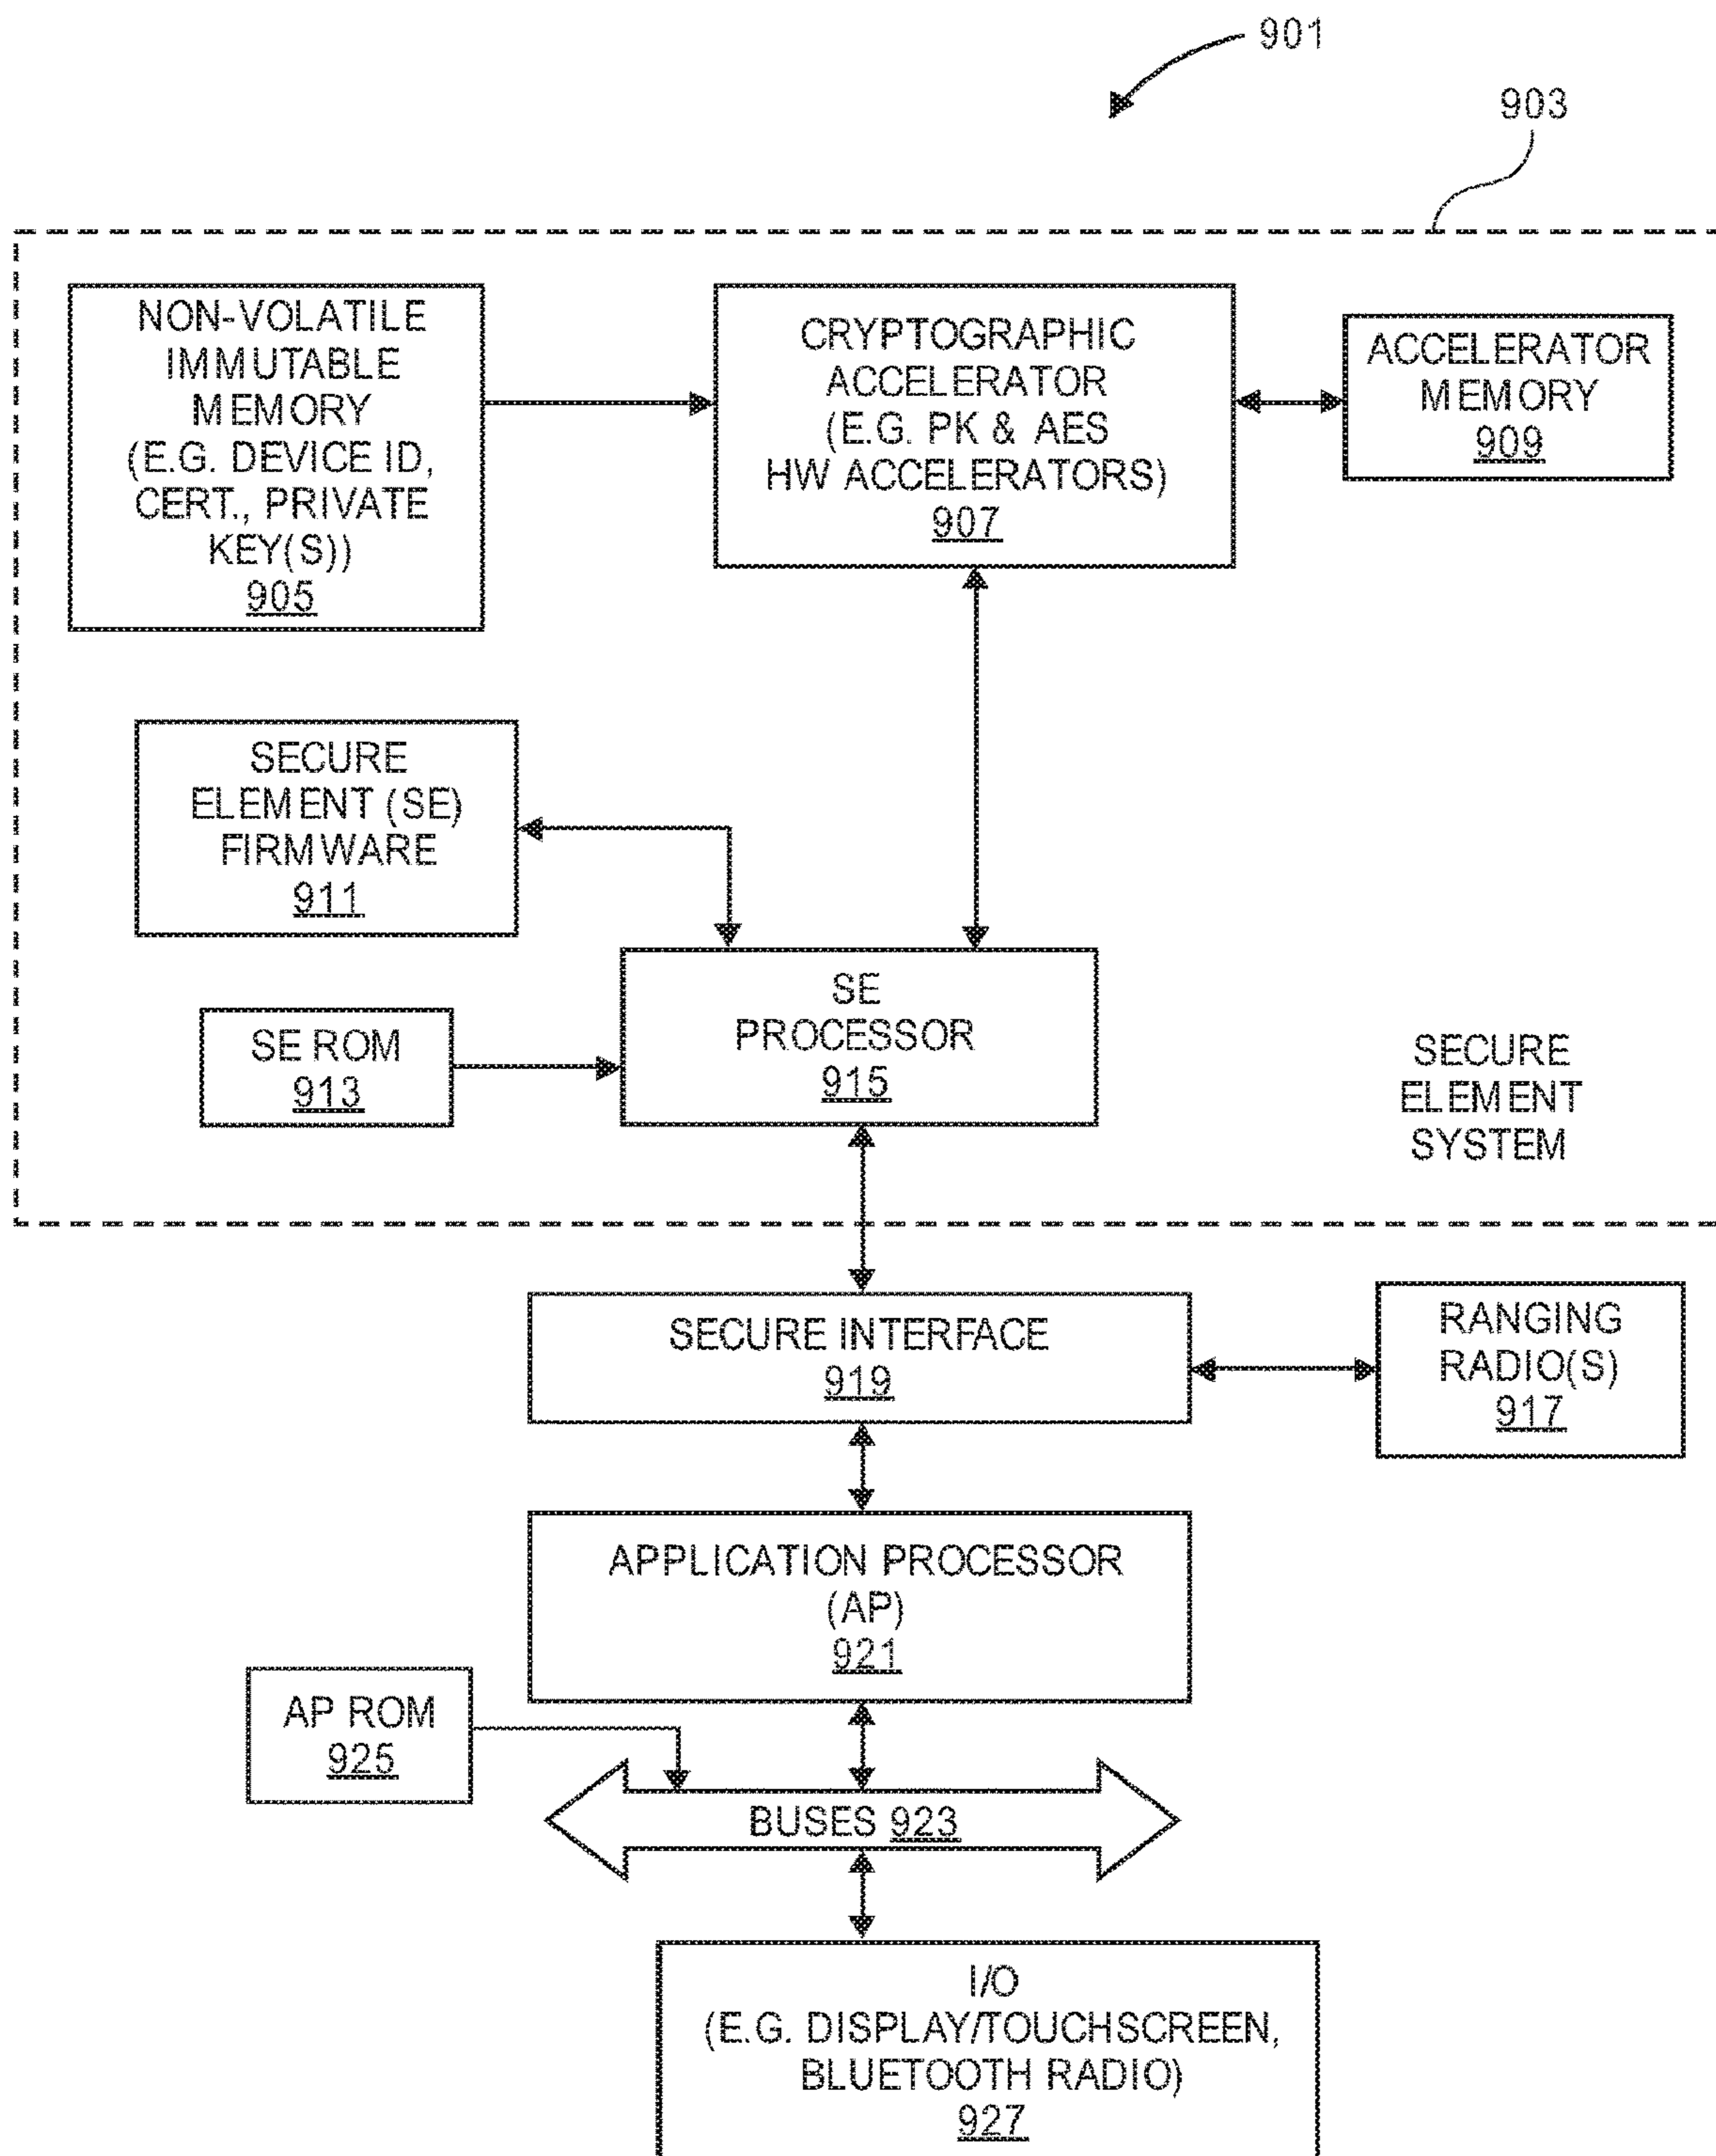 901
903
NON-VOLATILE
IMMUTABLE
MEMORY
(E.G. DEVICE ID,
CERT., PRIVATE
KEY(S))
905
CRYPTOGRAPHIC
ACCELERATOR
(E.G. PK & AES
HW ACCELERATORS)
907
ACCELERATOR
MEMORY
909
SECURE
ELEMENT (SE)
FIRMWARE
911
SE ROM
913
SE
PROCESSOR
915
SECURE
ELEMENT
SYSTEM
SECURE INTERFACE
919
RANGING
RADIO(S)
917
APPLICATION PROCESSOR
(AP)
921
AP ROM
925
BUSES 923
I/O
(E.G. DISPLAY/TOUCHSCREEN,
BLUETOOTH RADIO)
927